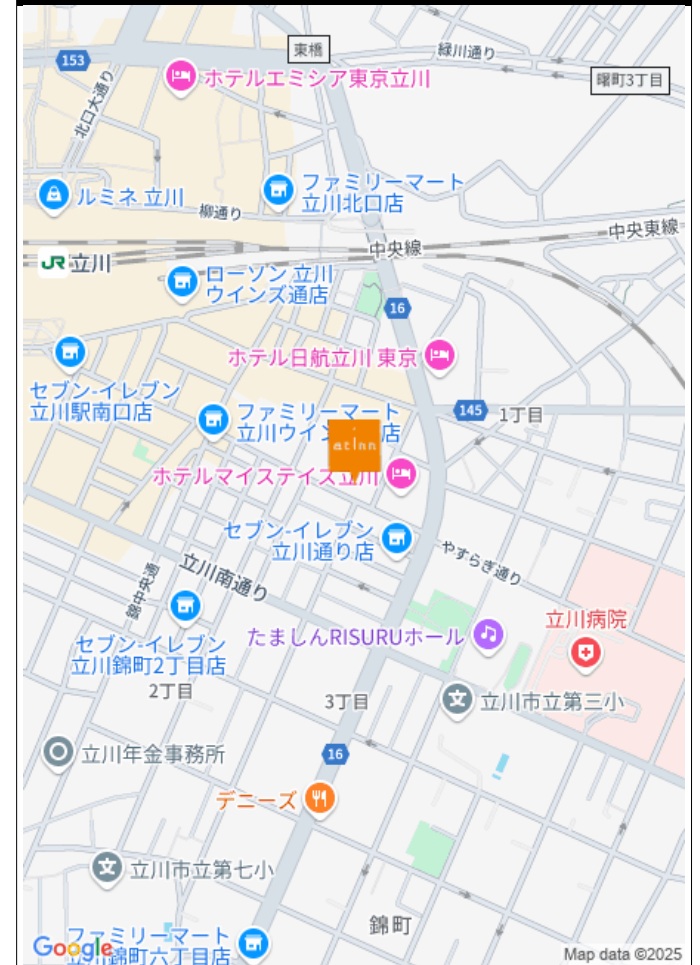 東橋
緑川通り
153
ホテルエミシア東京立川
曙町3丁目
北口大通り
ルミネ 立川
ファミリーマート
立川北口店
柳通り
中央東線
中央線
JR 立川
ローソン 立川
ウインズ通店
16
ホテル日航立川 東京
セブン-イレブン
立川駅南口店
145
1丁目
ファミリーマート
立川ウイン
店
at Inn
ホテルマイステイズ立川
セブン-イレブン
立川通り店
やすらぎ通り
立川南通り
錦中央通
セブン-イレブン
立川錦町2丁目店
たましんRISURUホール
立川病院
2丁目
3丁目
立川市立第三小
立川年金事務所
16
デニーズ
立川市立第七小
錦町
ファミリーマート
立川錦町六丁目店
Google
Map data ©2025